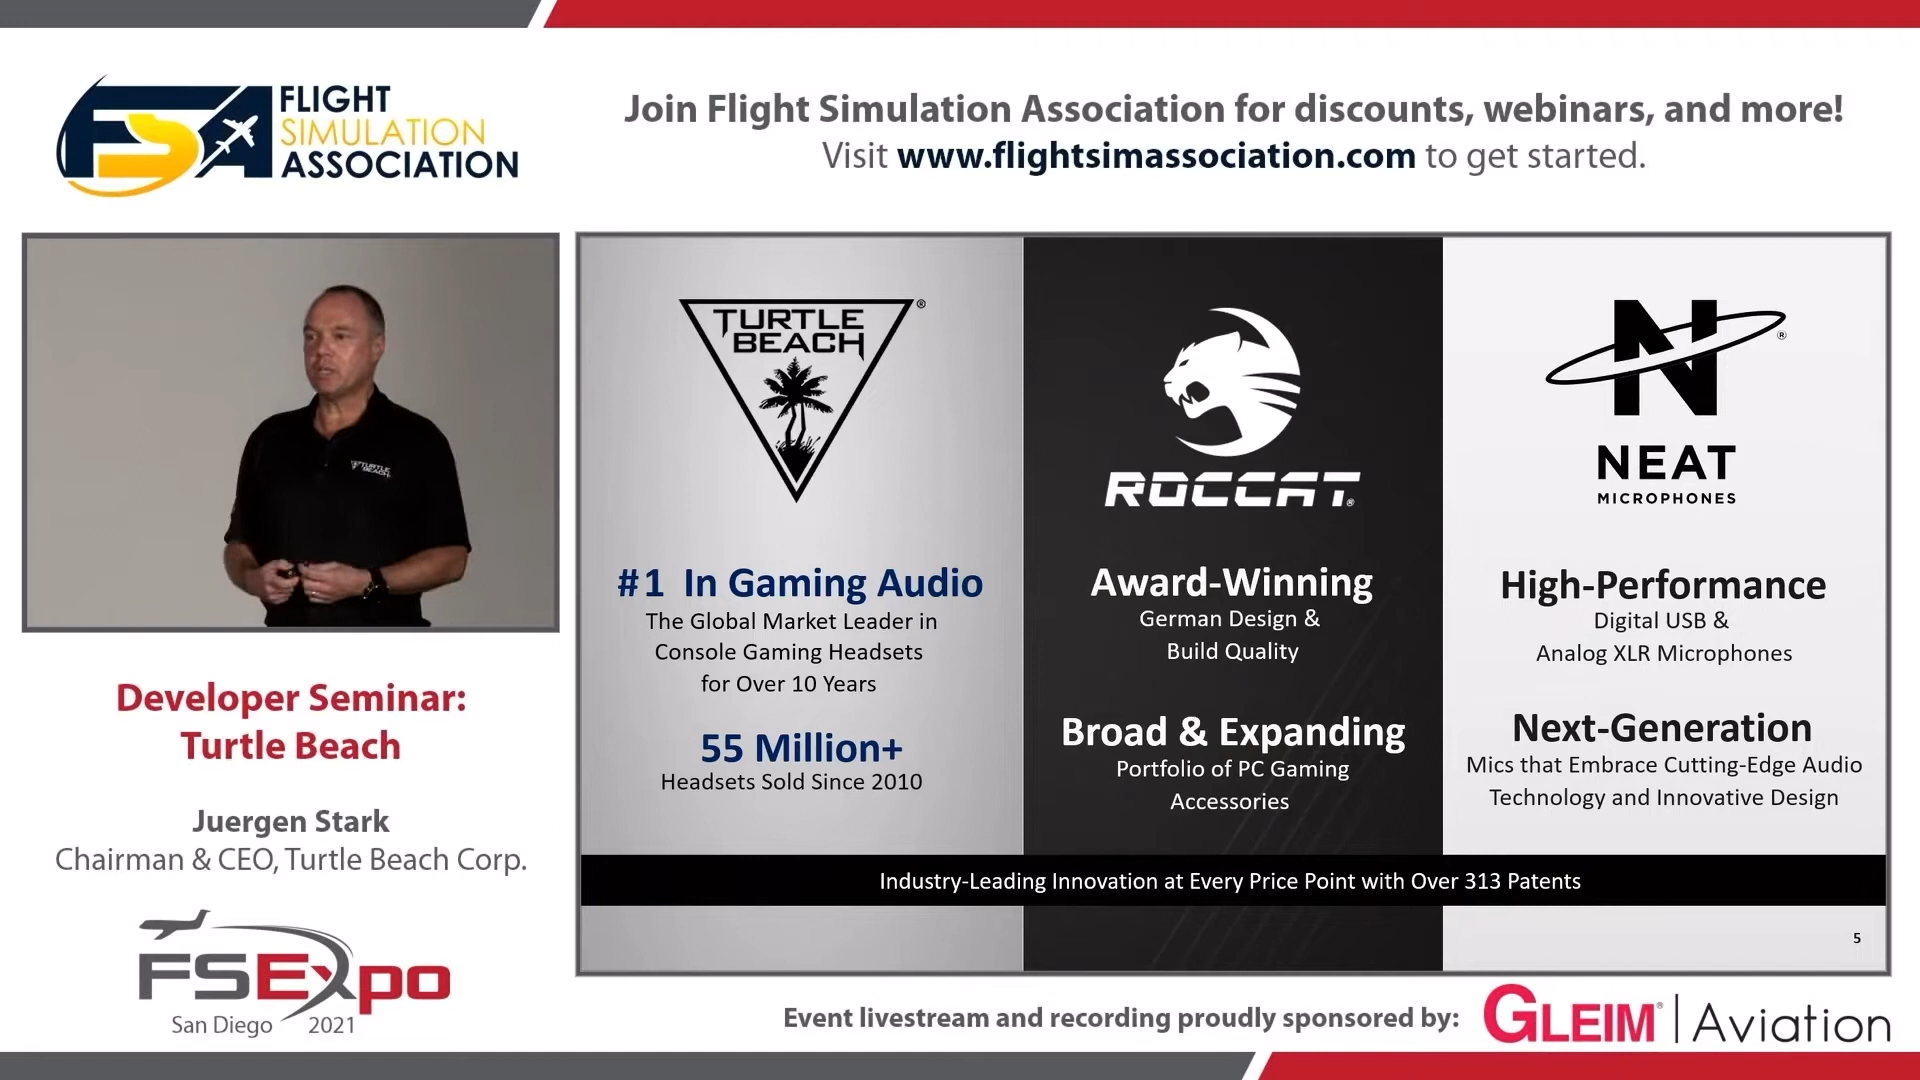 FSA
FLIGHT
SIMULATION
ASSOCIATION
Join Flight Simulation Association for discounts, webinars, and more!
Visit www.flightsimassociation.com to get started.
TURTLE
BEACH
Developer Seminar:
Turtle Beach
Juergen Stark
Chairman & CEO, Turtle Beach Corp.
FSExpo
San Diego 2021
TURTLE
BEACH
®
#1 In Gaming Audio
The Global Market Leader in
Console Gaming Headsets
for Over 10 Years
55 Million+
Headsets Sold Since 2010
ROCCAT®
Award-Winning
German Design &
Build Quality
Broad & Expanding
Portfolio of PC Gaming
Accessories
N®
NEAT
MICROPHONES
High-Performance
Digital USB &
Analog XLR Microphones
Next-Generation
Mics that Embrace Cutting-Edge Audio
Technology and Innovative Design
Industry-Leading Innovation at Every Price Point with Over 313 Patents
5
Event livestream and recording proudly sponsored by: GLEIM® | Aviation